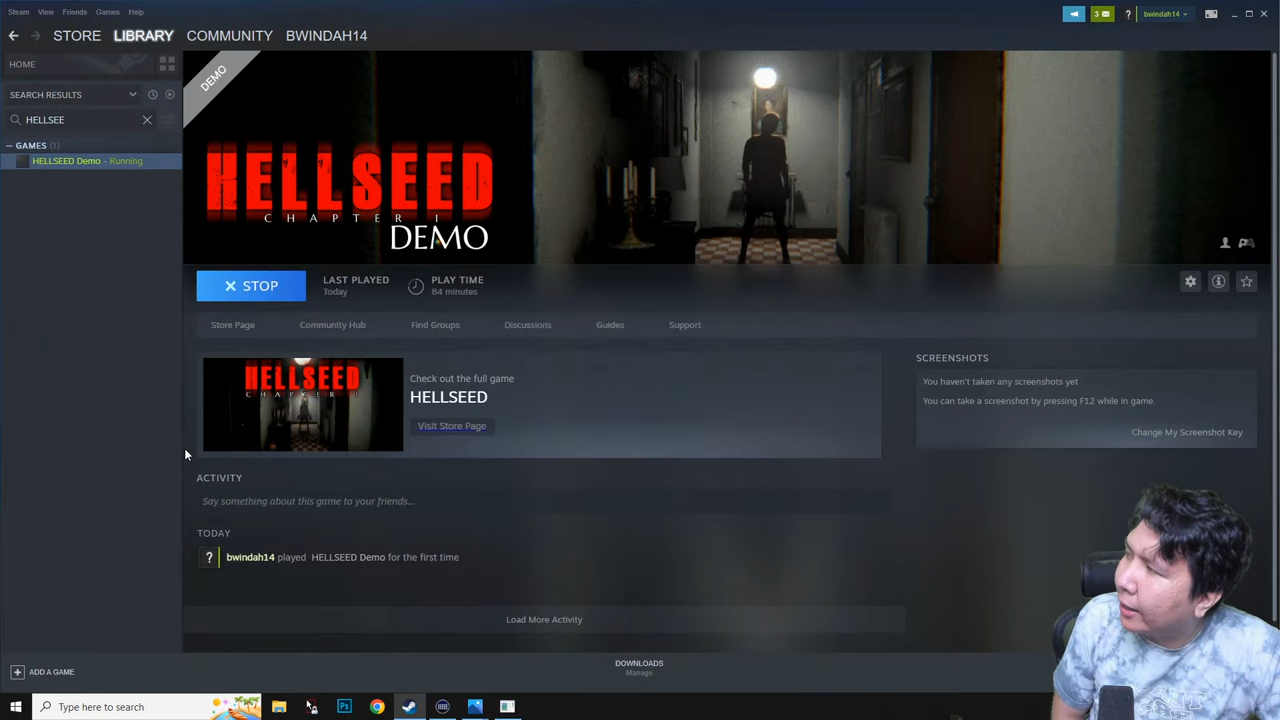 Steam View Friends Games Help
3 ? bwindah14
STORE LIBRARY COMMUNITY BWINDAH14
HOME
SEARCH RESULTS
HELLSEE
GAMES (1)
HELLSEED Demo - Running
DEMO
HELLSEED
CHAPTER I
DEMO
STOP
LAST PLAYED
Today
PLAY TIME
84 minutes
Store Page Community Hub Find Groups Discussions Guides Support
HELLSEED
CHAPTER I
Check out the full game
HELLSEED
Visit Store Page
SCREENSHOTS
You haven't taken any screenshots yet
You can take a screenshot by pressing F12 while in game.
Change My Screenshot Key
ACTIVITY
Say something about this game to your friends...
TODAY
? bwindah14 played HELLSEED Demo for the first time
Load More Activity
ADD A GAME
DOWNLOADS
Manage
Type here to search
Ps